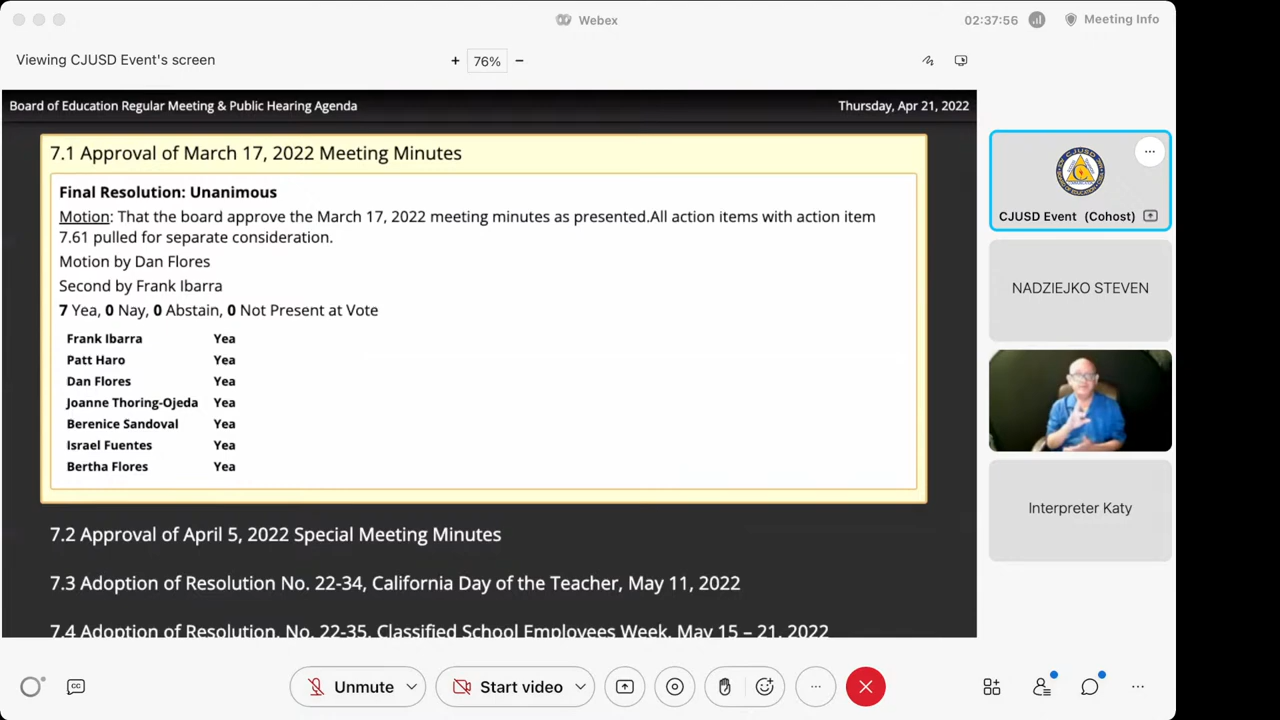 Webex
02:37:56
Meeting Info
Viewing CJUSD Event's screen
+ 76% −
Board of Education Regular Meeting & Public Hearing Agenda
Thursday, Apr 21, 2022
7.1 Approval of March 17, 2022 Meeting Minutes
Final Resolution: Unanimous
Motion: That the board approve the March 17, 2022 meeting minutes as presented.All action items with action item
7.61 pulled for separate consideration.
Motion by Dan Flores
Second by Frank Ibarra
7 Yea, 0 Nay, 0 Abstain, 0 Not Present at Vote
Frank Ibarra Yea
Patt Haro Yea
Dan Flores Yea
Joanne Thoring-Ojeda Yea
Berenice Sandoval Yea
Israel Fuentes Yea
Bertha Flores Yea
7.2 Approval of April 5, 2022 Special Meeting Minutes
7.3 Adoption of Resolution No. 22-34, California Day of the Teacher, May 11, 2022
7.4 Adoption of Resolution. No. 22-35, Classified School Employees Week, May 15 – 21, 2022
CJUSD Event (Cohost)
NADZIEJKO STEVEN
Interpreter Katy
CC
Unmute
Start video